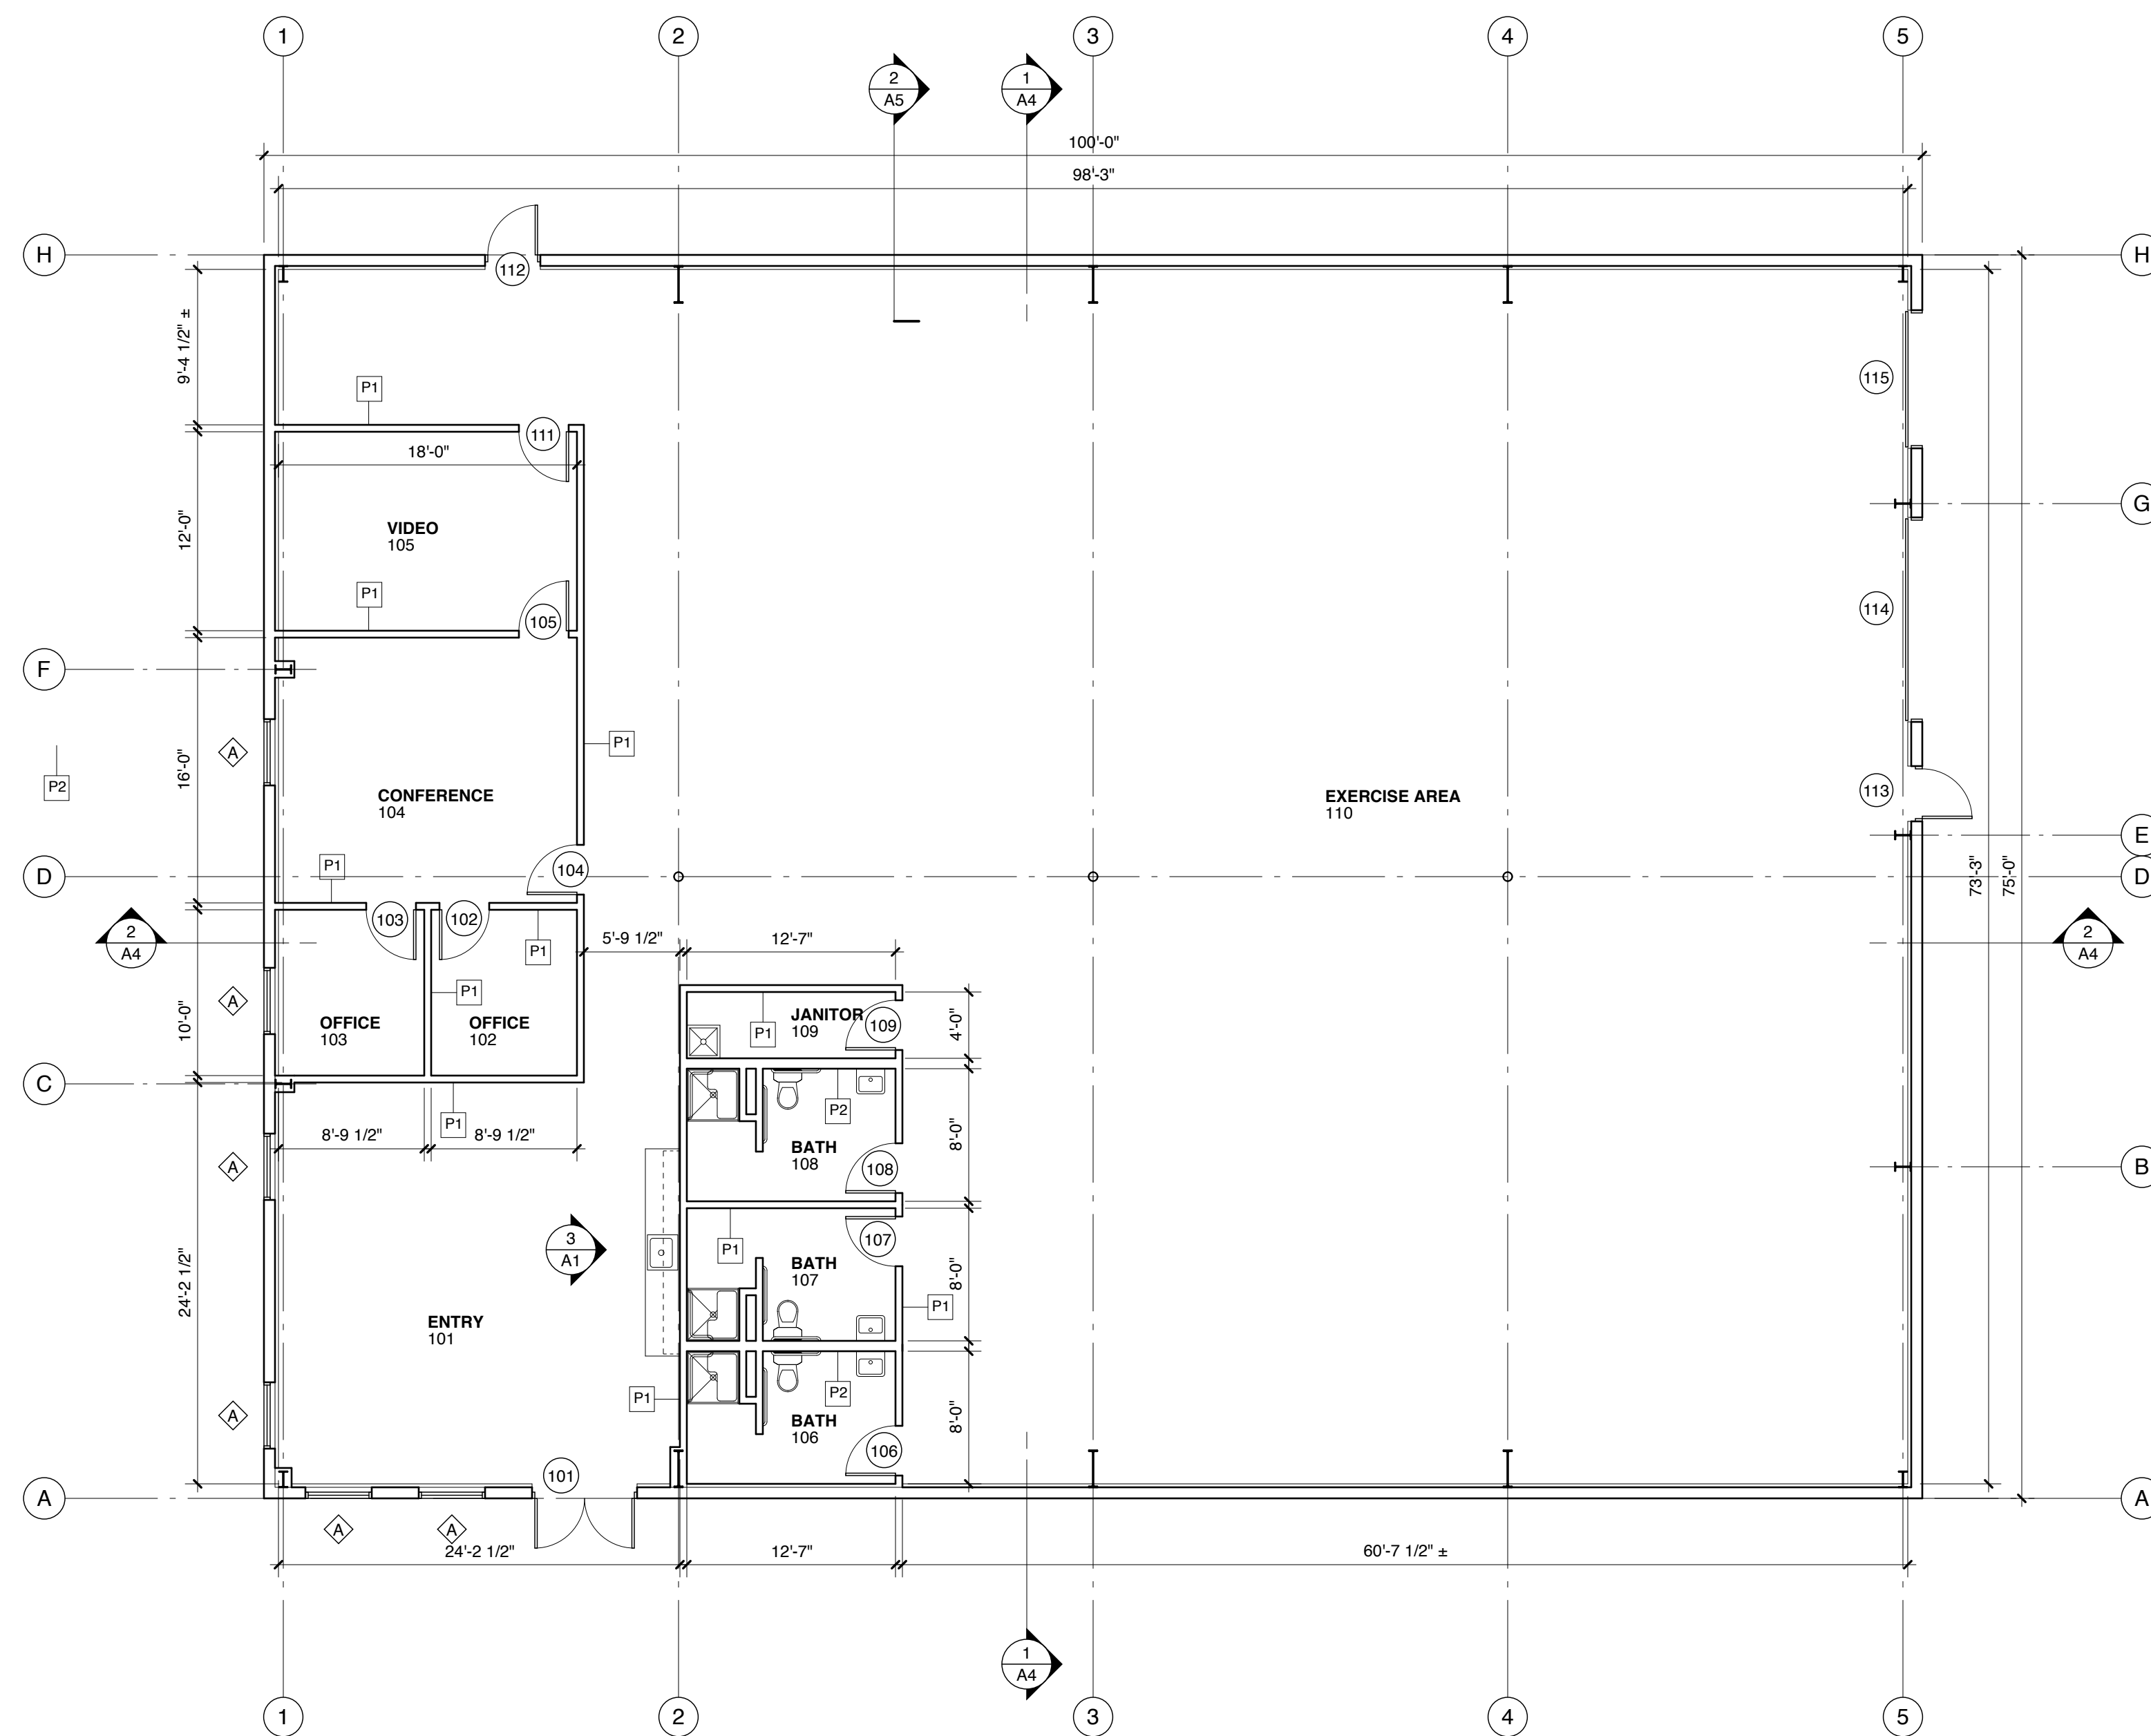 1
2
3
4
5
2
A5
1
A4
100'-0"
98'-3"
H
H
112
9'-4 1/2" ±
115
P1
111
18'-0"
G
VIDEO
105
12'-0"
P1
114
105
F
A
P1
16'-0"
P2
CONFERENCE
104
EXERCISE AREA
110
113
E
P1
104
D
D
73'-3"
75'-0"
103
102
2
A4
5'-9 1/2"
12'-7"
2
A4
P1
A
P1
10'-0"
OFFICE
103
OFFICE
102
P1
JANITOR
109
109
4'-0"
C
P1
P2
8'-9 1/2"
8'-9 1/2"
8'-0"
A
BATH
108
108
B
3
A1
P1
107
24'-2 1/2"
BATH
107
8'-0"
P1
ENTRY
101
P1
P2
A
BATH
106
8'-0"
106
101
A
A
A
A
24'-2 1/2"
12'-7"
60'-7 1/2" ±
1
A4
1
2
3
4
5